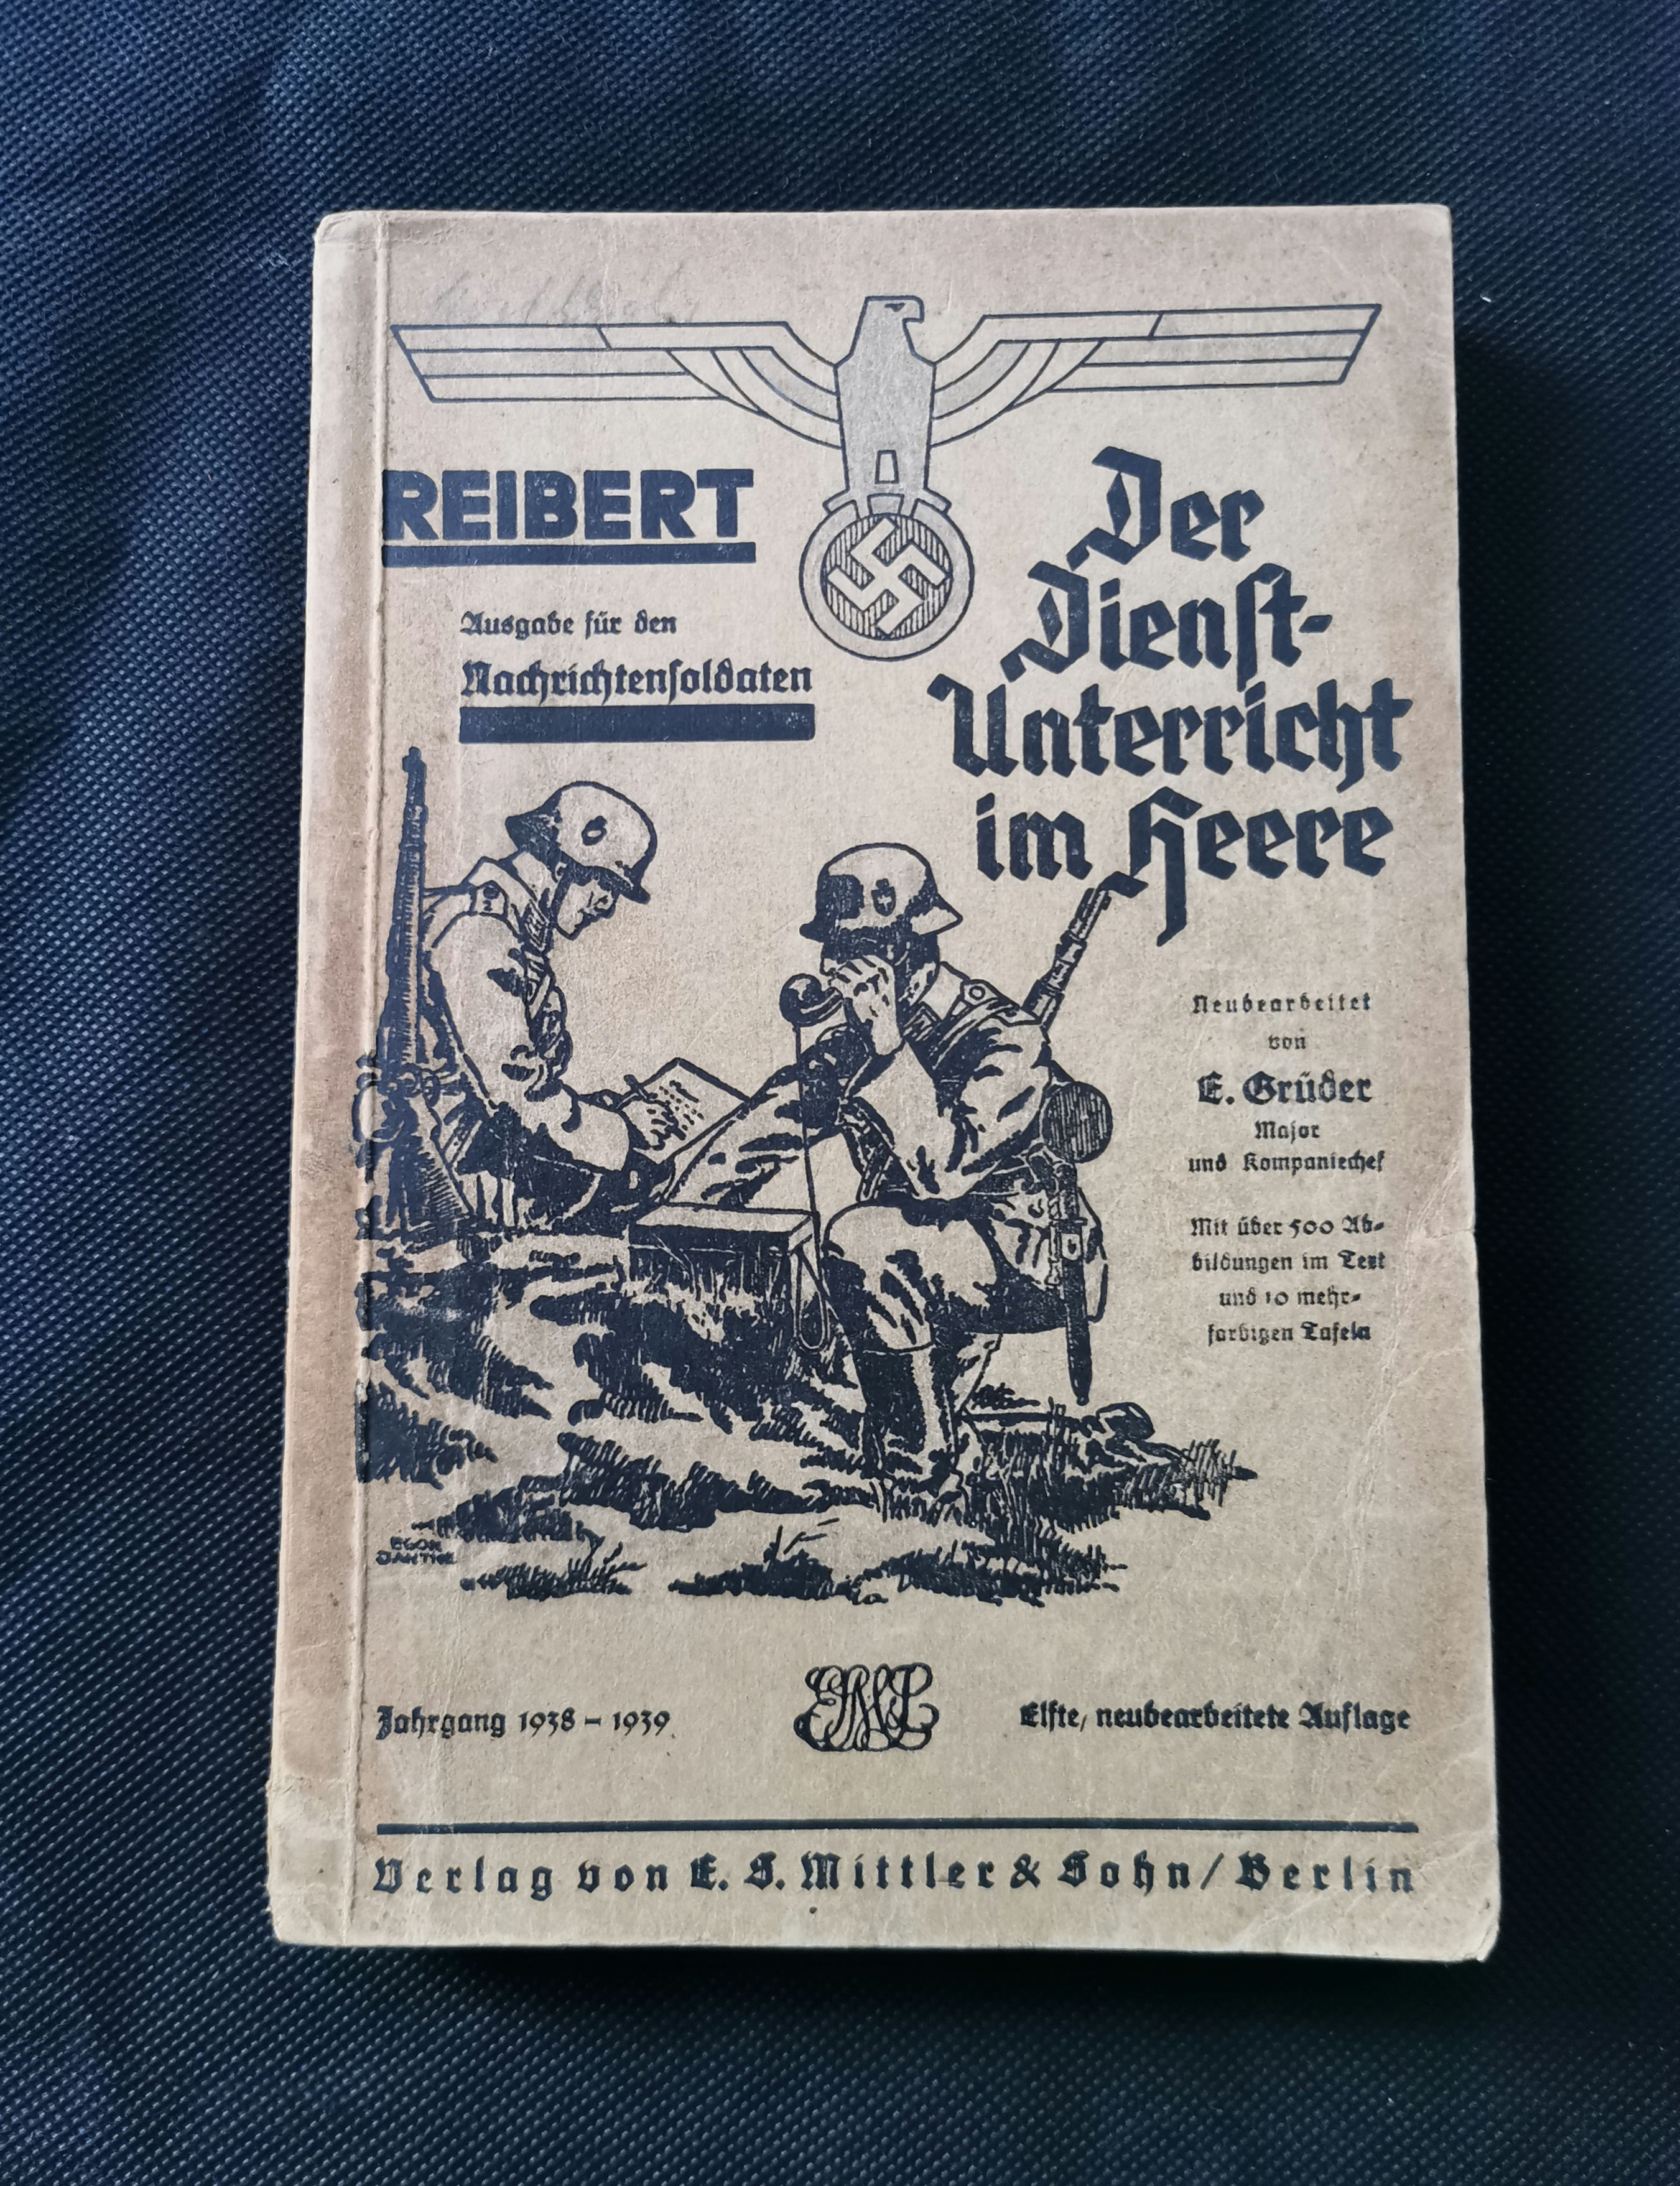 REIBERT
Ausgabe für den
Nachrichtensoldaten
Der
Dienst-
Unterricht
im Heere
Neubearbeitet
von
E. Grüder
Major
und Kompaniechef
Mit über 500 Ab-
bildungen im Text
und 10 mehr-
farbigen Tafeln
EGON
JANTKE
Jahrgang 1938 – 1939
Elfte, neubearbeitete Auflage
Verlag von E. S. Mittler & Sohn / Berlin